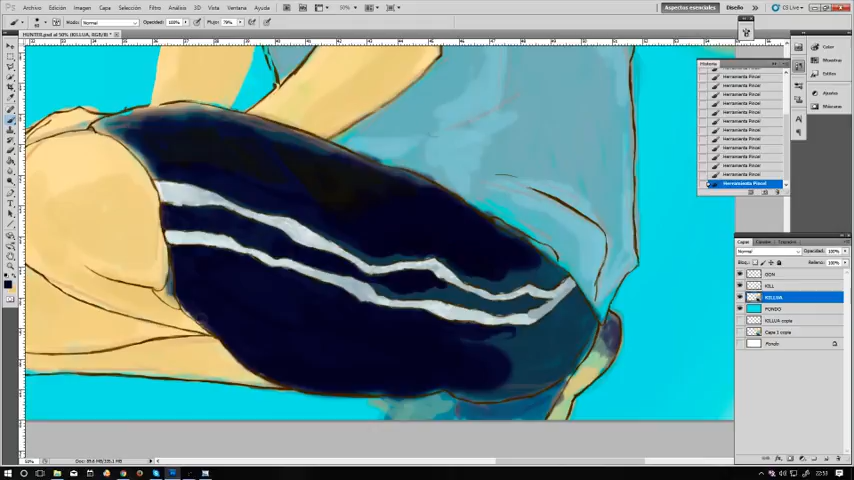 Archivo Edición Imagen Capa Selección Filtro Análisis 3D Vista Ventana Ayuda
Aspectos esenciales Diseño CS Live
Modo: Normal Opacidad: 100% Flujo: 79%
Historia
Herramienta Pincel
Herramienta Pincel
Herramienta Pincel
Herramienta Pincel
Herramienta Pincel
Herramienta Pincel
Herramienta Pincel
Herramienta Pincel
Herramienta Pincel
Herramienta Pincel
Herramienta Pincel
Herramienta Pincel
Color
Muestras
Estilos
Ajustes
Máscaras
Capas Canales Trazados
Normal Opacidad: 100%
Bloq.: Relleno: 100%
GON
KILL
KILLUA
FONDO
KILLUA copia
Capa 1 copia
Fondo
22:53